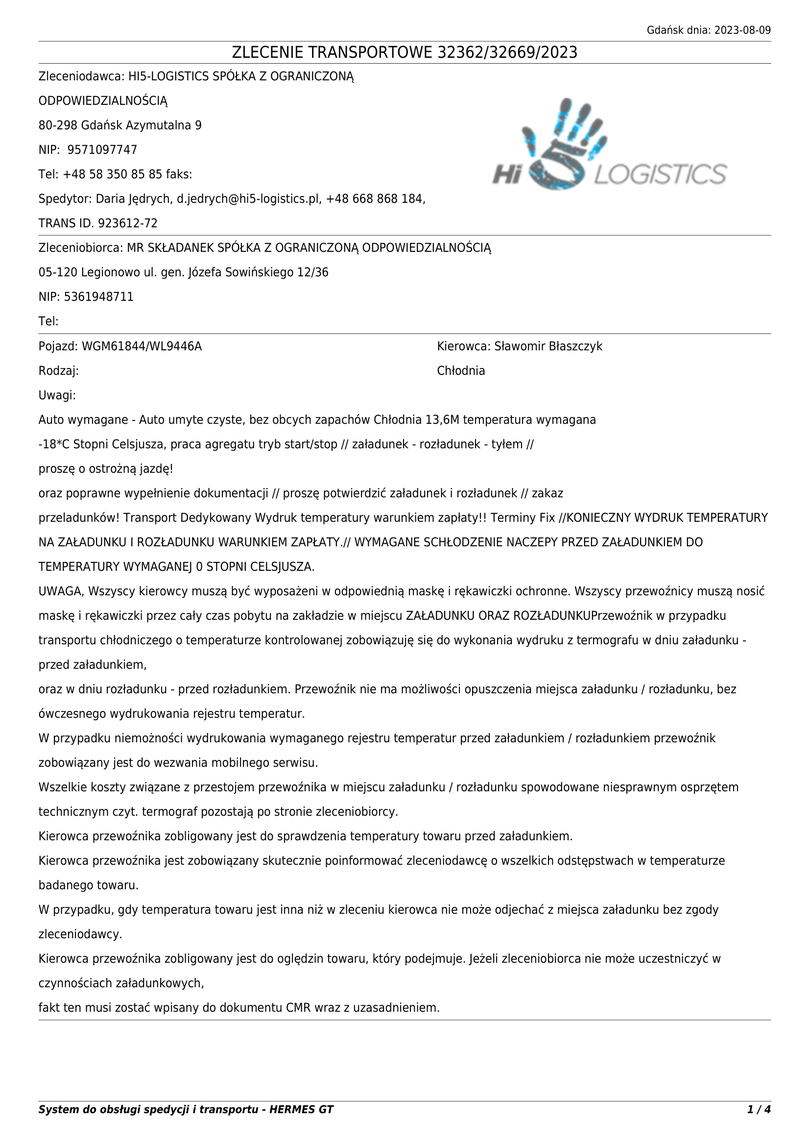 Gdańsk dnia: 2023-08-09
ZLECENIE TRANSPORTOWE 32362/32669/2023
Zleceniodawca: HI5-LOGISTICS SPÓŁKA Z OGRANICZONĄ
ODPOWIEDZIALNOŚCIĄ
80-298 Gdańsk Azymutalna 9
NIP: 9571097747
Tel: +48 58 350 85 85 faks:
Spedytor: Daria Jędrych, d.jedrych@hi5-logistics.pl, +48 668 868 184,
TRANS ID. 923612-72
Hi 5 LOGISTICS
Zleceniobiorca: MR SKŁADANEK SPÓŁKA Z OGRANICZONĄ ODPOWIEDZIALNOŚCIĄ
05-120 Legionowo ul. gen. Józefa Sowińskiego 12/36
NIP: 5361948711
Tel:
Pojazd: WGM61844/WL9446A Kierowca: Sławomir Błaszczyk
Rodzaj: Chłodnia
Uwagi:
Auto wymagane - Auto umyte czyste, bez obcych zapachów Chłodnia 13,6M temperatura wymagana
-18*C Stopni Celsjusza, praca agregatu tryb start/stop // załadunek - rozładunek - tyłem //
proszę o ostrożną jazdę!
oraz poprawne wypełnienie dokumentacji // proszę potwierdzić załadunek i rozładunek // zakaz
przeladunków! Transport Dedykowany Wydruk temperatury warunkiem zapłaty!! Terminy Fix //KONIECZNY WYDRUK TEMPERATURY
NA ZAŁADUNKU I ROZŁADUNKU WARUNKIEM ZAPŁATY.// WYMAGANE SCHŁODZENIE NACZEPY PRZED ZAŁADUNKIEM DO
TEMPERATURY WYMAGANEJ 0 STOPNI CELSJUSZA.
UWAGA, Wszyscy kierowcy muszą być wyposażeni w odpowiednią maskę i rękawiczki ochronne. Wszyscy przewoźnicy muszą nosić
maskę i rękawiczki przez cały czas pobytu na zakładzie w miejscu ZAŁADUNKU ORAZ ROZŁADUNKUPrzewoźnik w przypadku
transportu chłodniczego o temperaturze kontrolowanej zobowiązuję się do wykonania wydruku z termografu w dniu załadunku -
przed załadunkiem,
oraz w dniu rozładunku - przed rozładunkiem. Przewoźnik nie ma możliwości opuszczenia miejsca załadunku / rozładunku, bez
ówczesnego wydrukowania rejestru temperatur.
W przypadku niemożności wydrukowania wymaganego rejestru temperatur przed załadunkiem / rozładunkiem przewoźnik
zobowiązany jest do wezwania mobilnego serwisu.
Wszelkie koszty związane z przestojem przewoźnika w miejscu załadunku / rozładunku spowodowane niesprawnym osprzętem
technicznym czyt. termograf pozostają po stronie zleceniobiorcy.
Kierowca przewoźnika zobligowany jest do sprawdzenia temperatury towaru przed załadunkiem.
Kierowca przewoźnika jest zobowiązany skutecznie poinformować zleceniodawcę o wszelkich odstępstwach w temperaturze
badanego towaru.
W przypadku, gdy temperatura towaru jest inna niż w zleceniu kierowca nie może odjechać z miejsca załadunku bez zgody
zleceniodawcy.
Kierowca przewoźnika zobligowany jest do oględzin towaru, który podejmuje. Jeżeli zleceniobiorca nie może uczestniczyć w
czynnościach załadunkowych,
fakt ten musi zostać wpisany do dokumentu CMR wraz z uzasadnieniem.
System do obsługi spedycji i transportu - HERMES GT 1 / 4